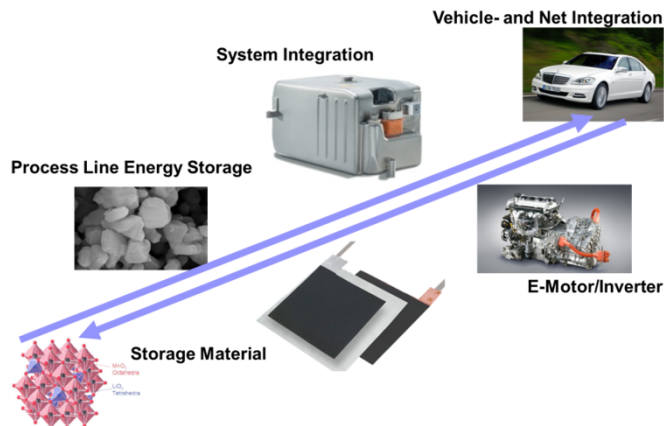 Vehicle- and Net Integration
System Integration
Process Line Energy Storage
E-Motor/Inverter
Storage Material
MnO₆
Octahedra
LiO₄
Tetrahedra